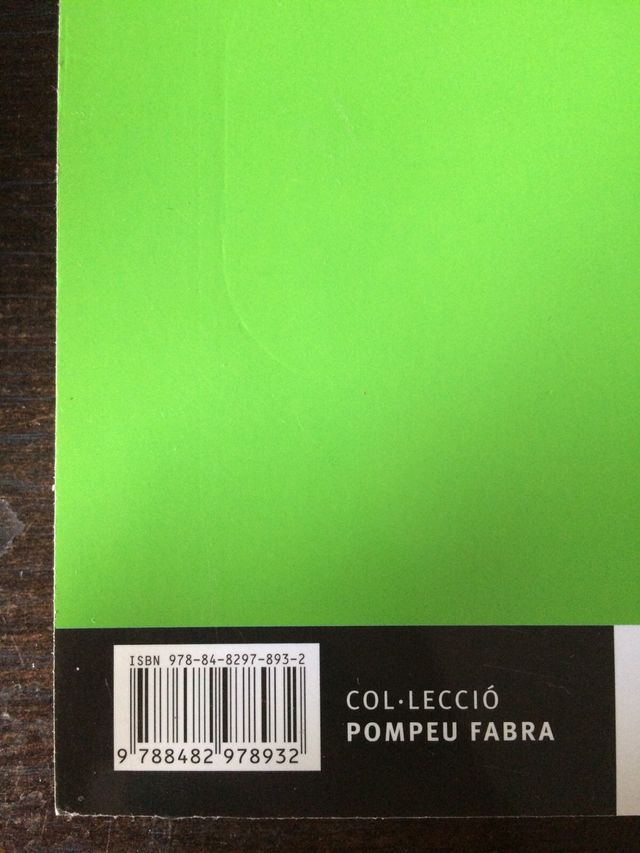 ISBN 978-84-8297-893-2
9 788482 978932
COL·LECCIÓ
POMPEU FABRA